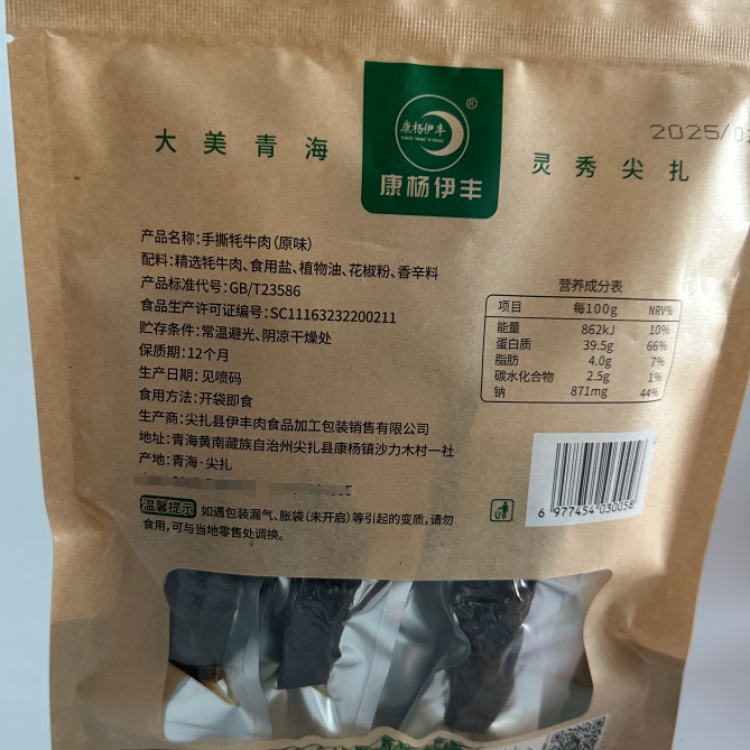 康杨伊丰
KANG YANG YI FENG
®
康杨伊丰
大美青海
灵秀尖扎
2025/0
产品名称:手撕牦牛肉(原味)
配料:精选牦牛肉、食用盐、植物油、花椒粉、香辛料
产品标准代号:GB/T23586
食品生产许可证编号:SC11163232200211
贮存条件:常温避光、阴凉干燥处
保质期:12个月
生产日期:见喷码
食用方法:开袋即食
生产商:尖扎县伊丰肉食品加工包装销售有限公司
地址:青海黄南藏族自治州尖扎县康杨镇沙力木村一社
产地:青海·尖扎
温馨提示 如遇包装漏气、胀袋(未开启)等引起的变质,请勿
食用,可与当地零售处调换。
营养成分表
项目 每100g NRV%
能量 862kJ 10%
蛋白质 39.5g 66%
脂肪 4.0g 7%
碳水化合物 2.5g 1%
钠 871mg 44%
6 977454 030058